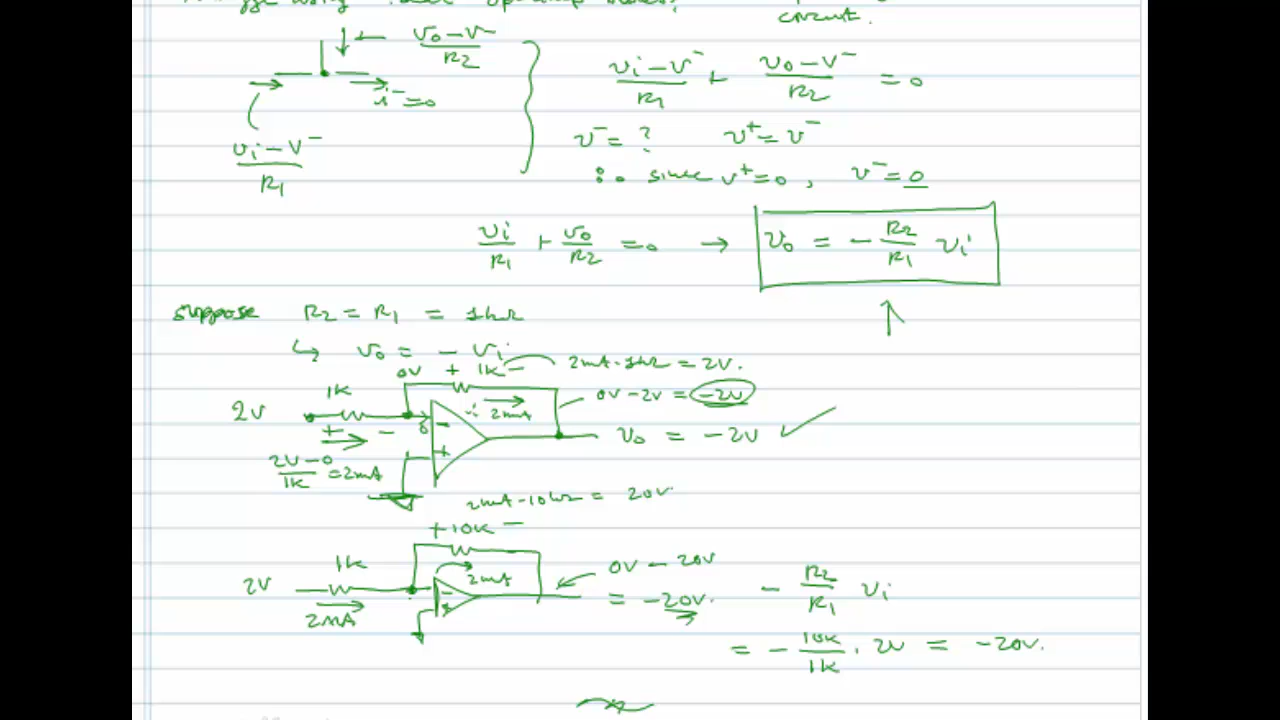 circuit.
v₀ – v⁻ / R2
i⁻ = 0
vi – v⁻ / R1
vi – v⁻ / R1 + v₀ – v⁻ / R2 = 0
v⁻ = ? v⁺ = v⁻
∴ since v⁺ = 0, v⁻ = 0
vi / R1 + v₀ / R2 = 0 → v₀ = – R2 / R1 vi
suppose R2 = R1 = 1kΩ
↳ v₀ = – vi
0V + 1K – 2mA · 1kΩ = 2V.
1K
i 2mA
0V – 2V = –2V
2V + – 0 – +
v₀ = –2V ✓
2V – 0 / 1K = 2mA
2mA · 10kΩ = 20V
+ 10K –
1K
2V 2mA – +
2mA
0V – 20V
= –20V.
– R2 / R1 vi
= – 10K / 1K · 2V = –20V.